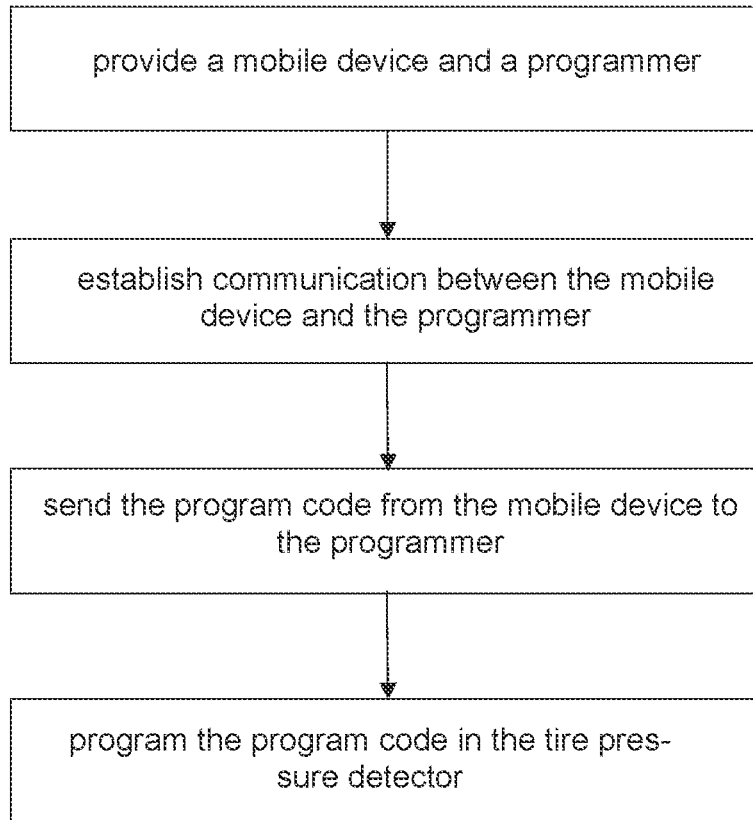 provide a mobile device and a programmer
establish communication between the mobile
device and the programmer
send the program code from the mobile device to
the programmer
program the program code in the tire pres-
sure detector